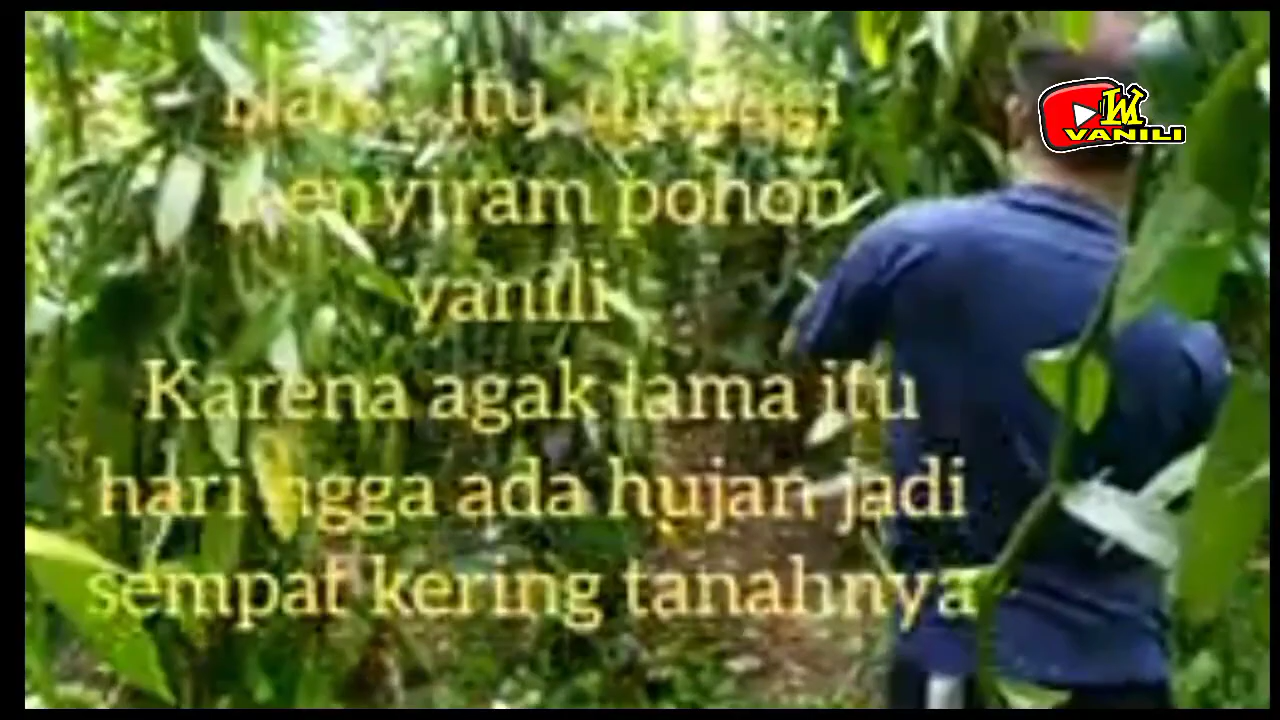 itu
menyiram pohon
vanili
Karena agak lama itu
hari ngga ada hujan jadi
sempat kering tanahnya
VANILI